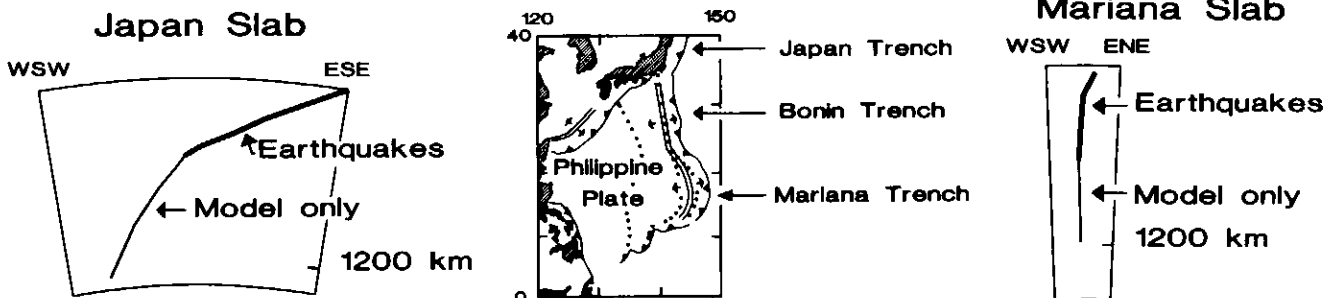 Japan Slab
WSW
ESE
Earthquakes
Model only
1200 km
120
150
40
0
Japan Trench
Bonin Trench
Mariana Trench
Philippine
Plate
Mariana Slab
WSW
ENE
Earthquakes
Model only
1200 km